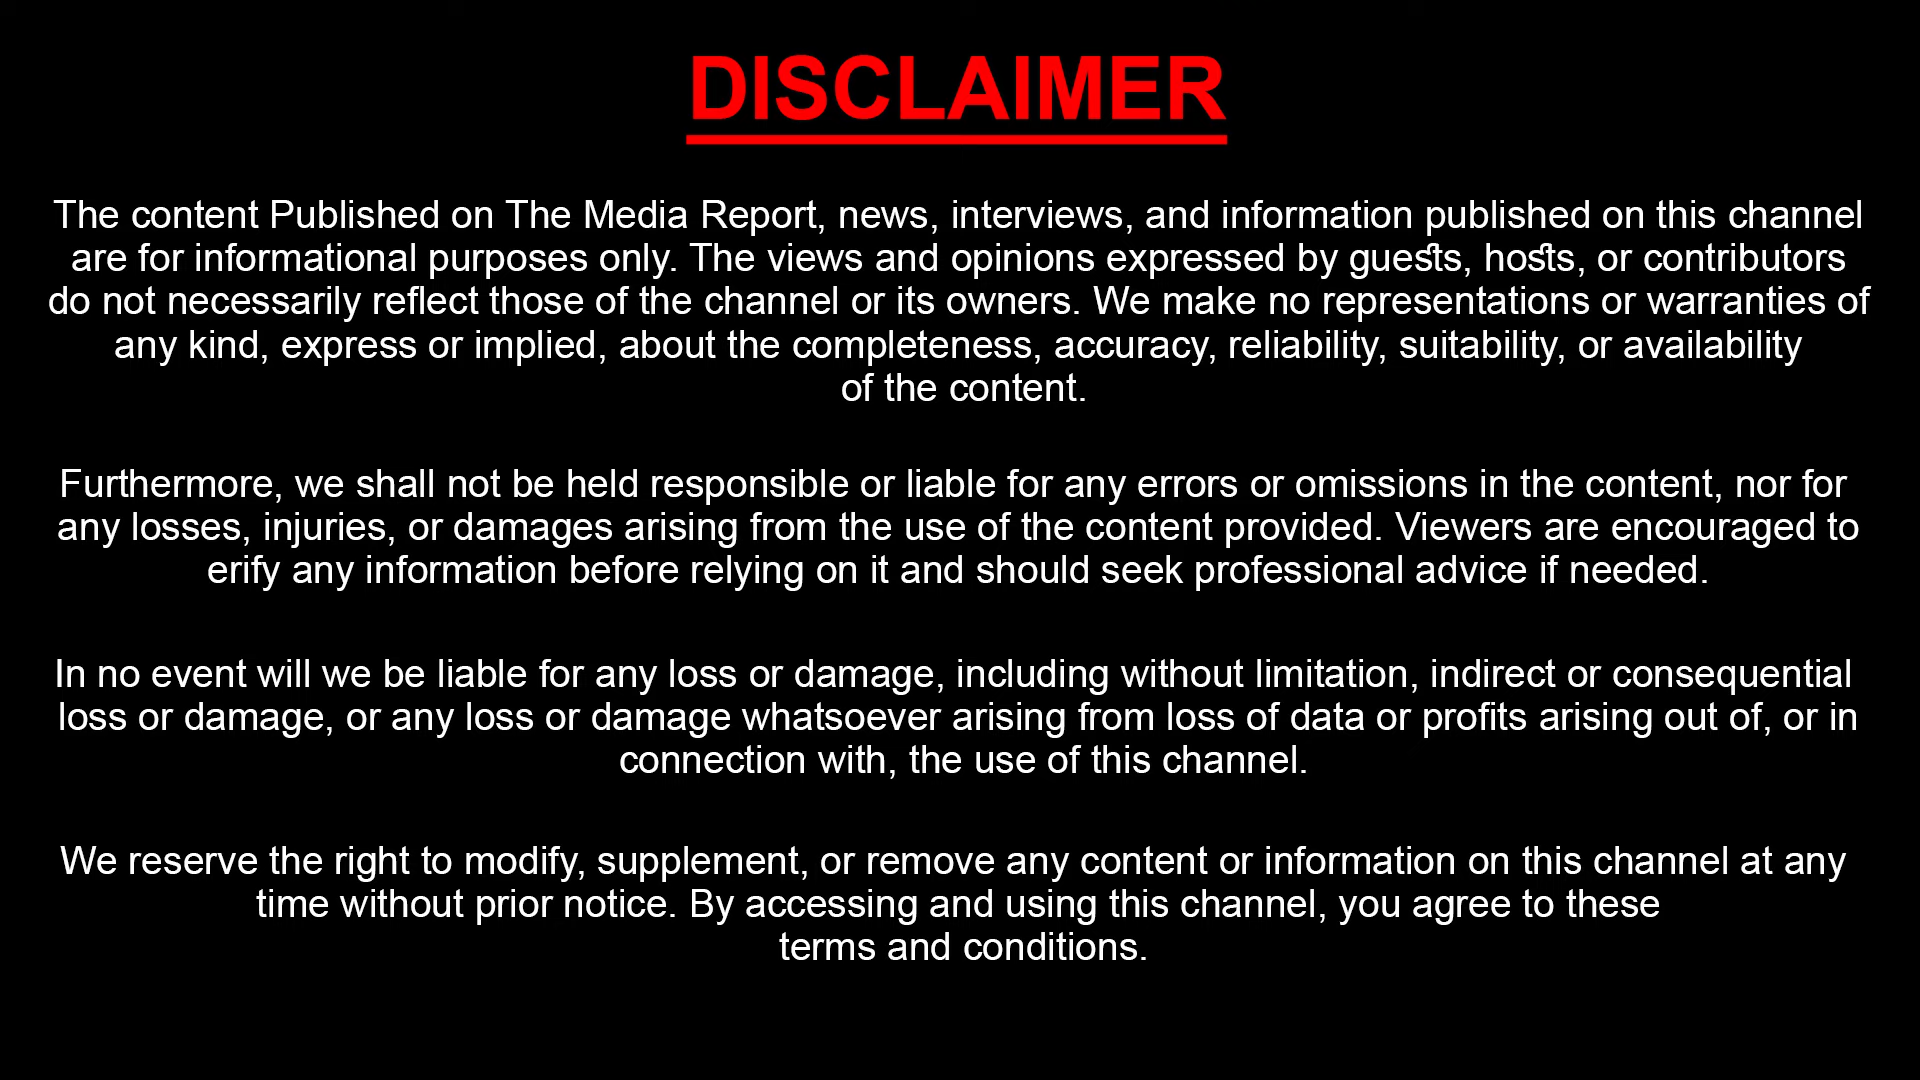 DISCLAIMER
The content Published on The Media Report, news, interviews, and information published on this channel
are for informational purposes only. The views and opinions expressed by guests, hosts, or contributors
do not necessarily reflect those of the channel or its owners. We make no representations or warranties of
any kind, express or implied, about the completeness, accuracy, reliability, suitability, or availability
of the content.
Furthermore, we shall not be held responsible or liable for any errors or omissions in the content, nor for
any losses, injuries, or damages arising from the use of the content provided. Viewers are encouraged to
erify any information before relying on it and should seek professional advice if needed.
In no event will we be liable for any loss or damage, including without limitation, indirect or consequential
loss or damage, or any loss or damage whatsoever arising from loss of data or profits arising out of, or in
connection with, the use of this channel.
We reserve the right to modify, supplement, or remove any content or information on this channel at any
time without prior notice. By accessing and using this channel, you agree to these
terms and conditions.